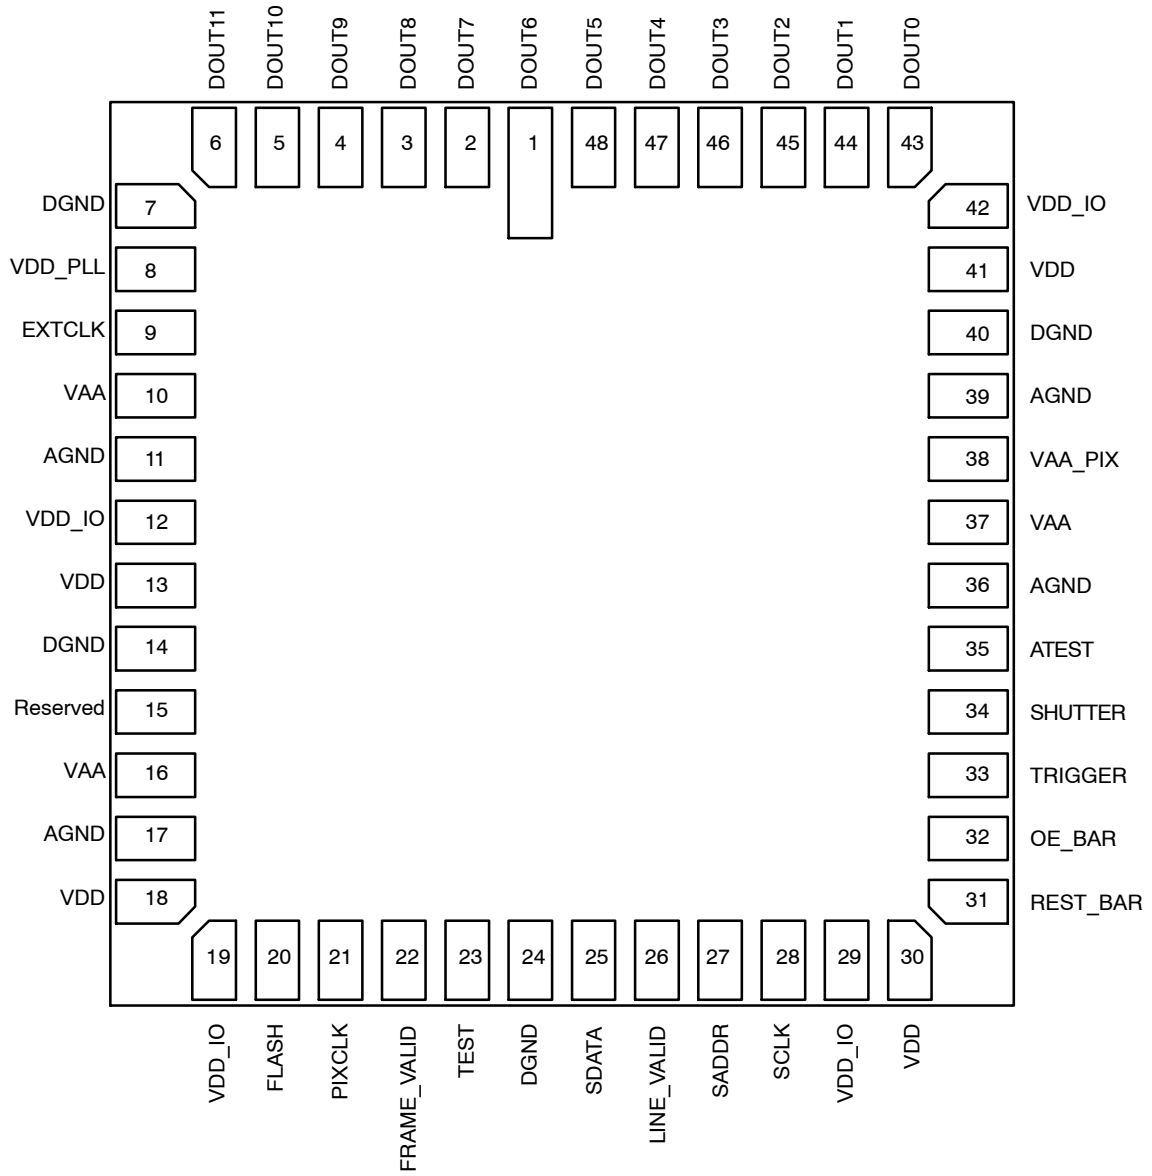 DOUT11 DOUT10 DOUT9 DOUT8 DOUT7 DOUT6 DOUT5 DOUT4 DOUT3 DOUT2 DOUT1 DOUT0
6 5 4 3 2 1 48 47 46 45 44 43
DGND 7 42 VDD_IO
VDD_PLL 8 41 VDD
EXTCLK 9 40 DGND
VAA 10 39 AGND
AGND 11 38 VAA_PIX
VDD_IO 12 37 VAA
VDD 13 36 AGND
DGND 14 35 ATEST
Reserved 15 34 SHUTTER
VAA 16 33 TRIGGER
AGND 17 32 OE_BAR
VDD 18 31 REST_BAR
19 20 21 22 23 24 25 26 27 28 29 30
VDD_IO FLASH PIXCLK FRAME_VALID TEST DGND SDATA LINE_VALID SADDR SCLK VDD_IO VDD